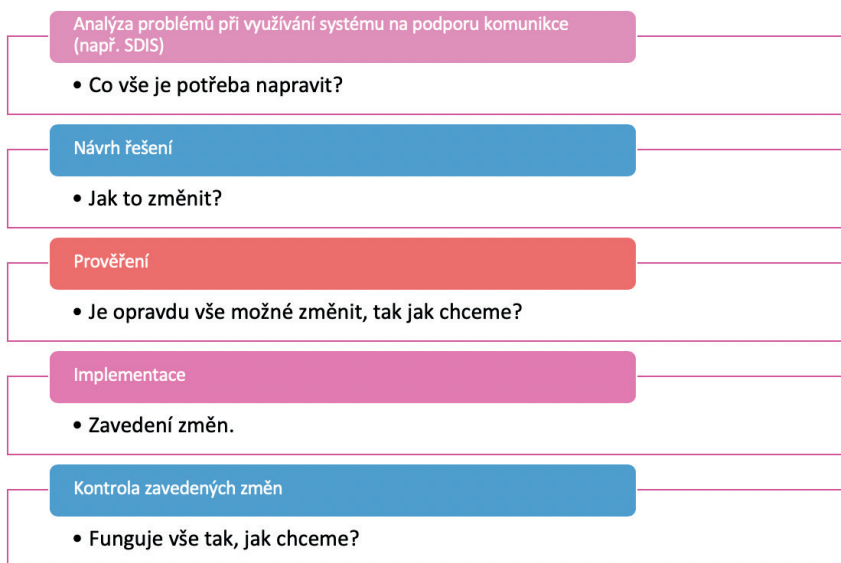 Analýza problémů při využívání systému na podporu komunikce
(např. SDIS)
• Co vše je potřeba napravit?
Návrh řešení
• Jak to změnit?
Prověření
• Je opravdu vše možné změnit, tak jak chceme?
Implementace
• Zavedení změn.
Kontrola zavedených změn
• Funguje vše tak, jak chceme?